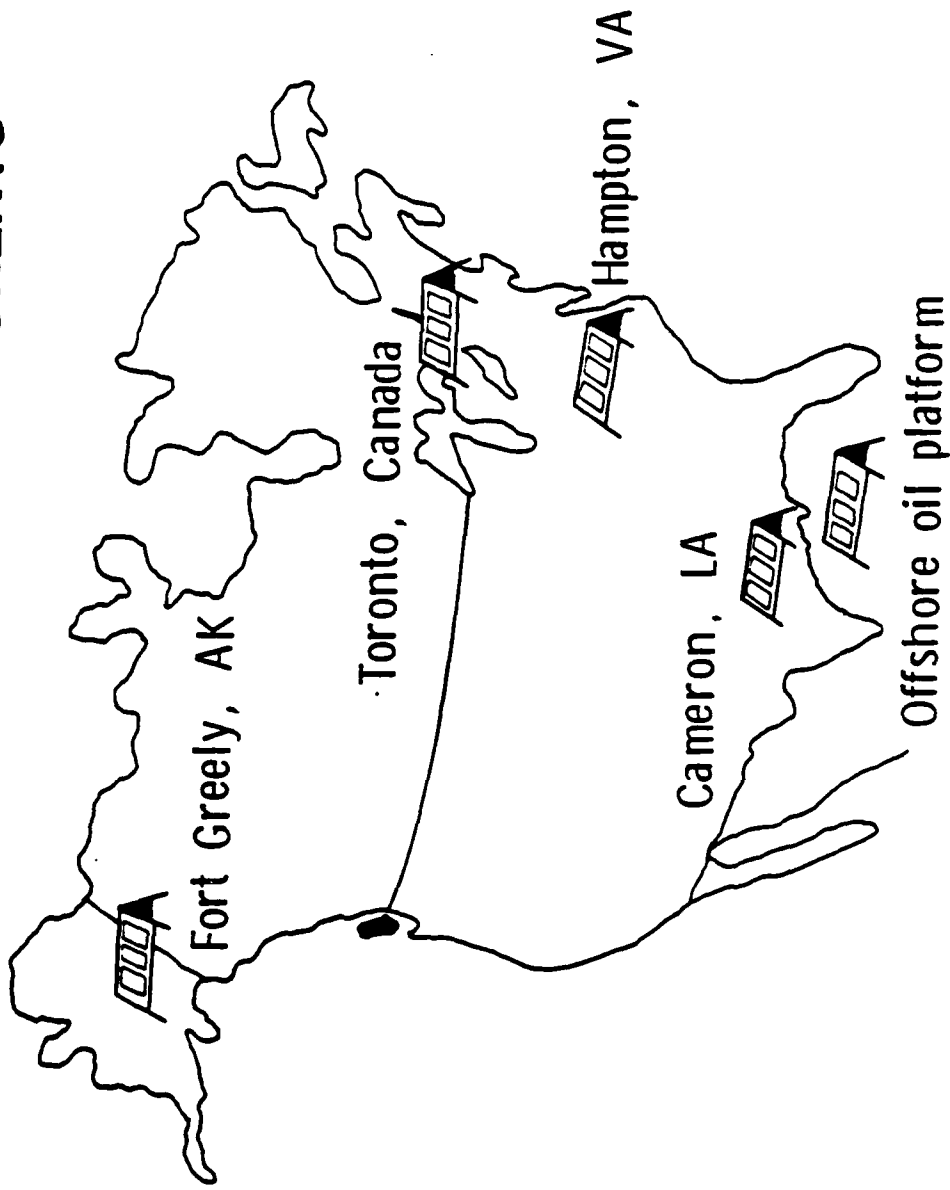 Fort Greely, AK
Toronto, Canada
Hampton, VA
Cameron, LA
Offshore oil platform